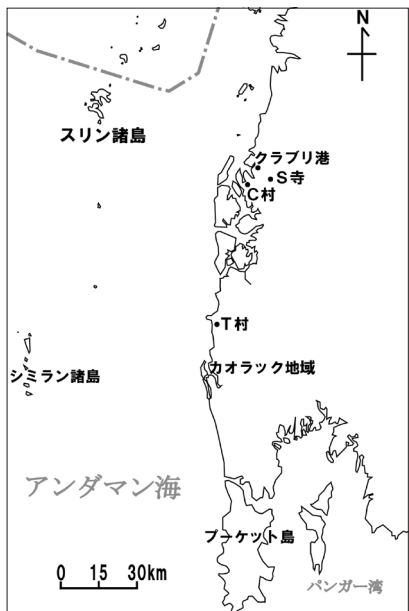 N
スリン諸島
クラブリ港
S寺
C村
T村
カオラック地域
シミラン諸島
アンダマン海
プーケット島
0 15 30km
パンガー湾